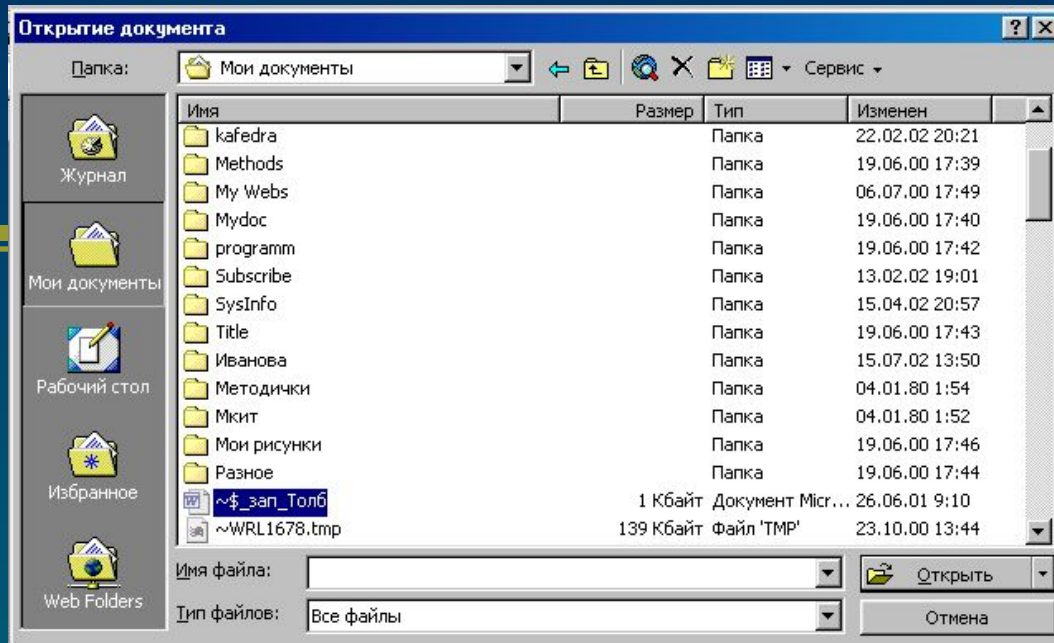 Открытие документа
Папка: Мои документы Сервис
Имя Размер Тип Изменен
kafedra Папка 22.02.02 20:21
Methods Папка 19.06.00 17:39
My Webs Папка 06.07.00 17:49
Mydoc Папка 19.06.00 17:40
programm Папка 19.06.00 17:42
Subscribe Папка 13.02.02 19:01
SysInfo Папка 15.04.02 20:57
Title Папка 19.06.00 17:43
Иванова Папка 15.07.02 13:50
Методички Папка 04.01.80 1:54
Мкит Папка 04.01.80 1:52
Мои рисунки Папка 19.06.00 17:46
Разное Папка 19.06.00 17:44
~$_зап_Толб 1 Кбайт Документ Micr... 26.06.01 9:10
~WRL1678.tmp 139 Кбайт Файл 'TMP' 23.10.00 13:44
Журнал
Мои документы
Рабочий стол
Избранное
Web Folders
Имя файла: Открыть
Тип файлов: Все файлы Отмена